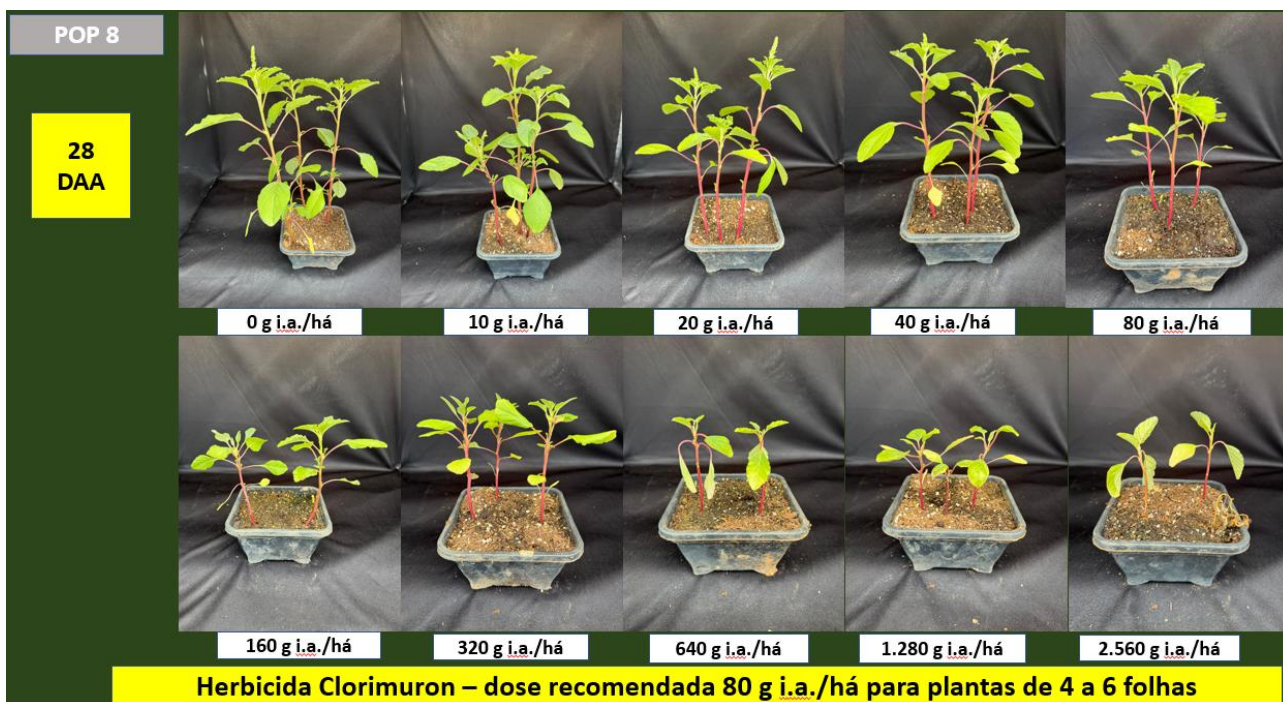 POP 8
28
DAA
0 g i.a./há
10 g i.a./há
20 g i.a./há
40 g i.a./há
80 g i.a./há
160 g i.a./há
320 g i.a./há
640 g i.a./há
1.280 g i.a./há
2.560 g i.a./há
Herbicida Clorimuron – dose recomendada 80 g i.a./há para plantas de 4 a 6 folhas